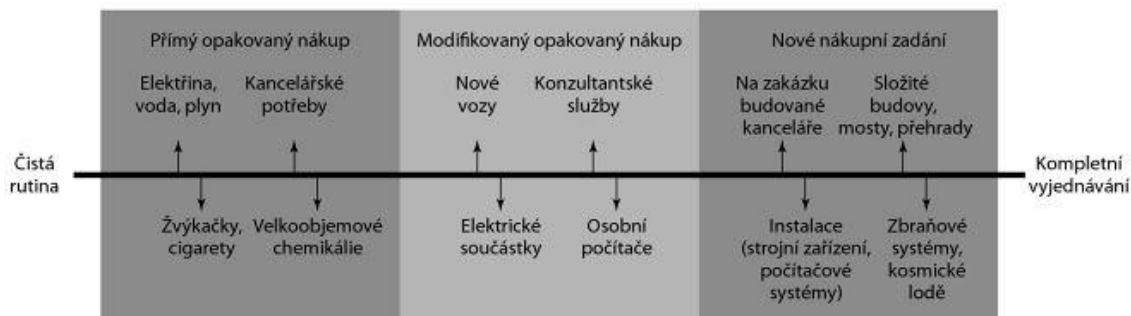 Přímý opakovaný nákup
Modifikovaný opakovaný nákup
Nové nákupní zadání
Elektřina,
voda, plyn
Kancelářské
potřeby
Nové
vozy
Konzultantské
služby
Na zakázku
budované
kanceláře
Složité
budovy,
mosty, přehrady
Čistá
rutina
Kompletní
vyjednávání
Žvýkačky,
cigarety
Velkoobjemové
chemikálie
Elektrické
součástky
Osobní
počítače
Instalace
(strojní zařízení,
počítačové
systémy)
Zbraňové
systémy,
kosmické
lodě